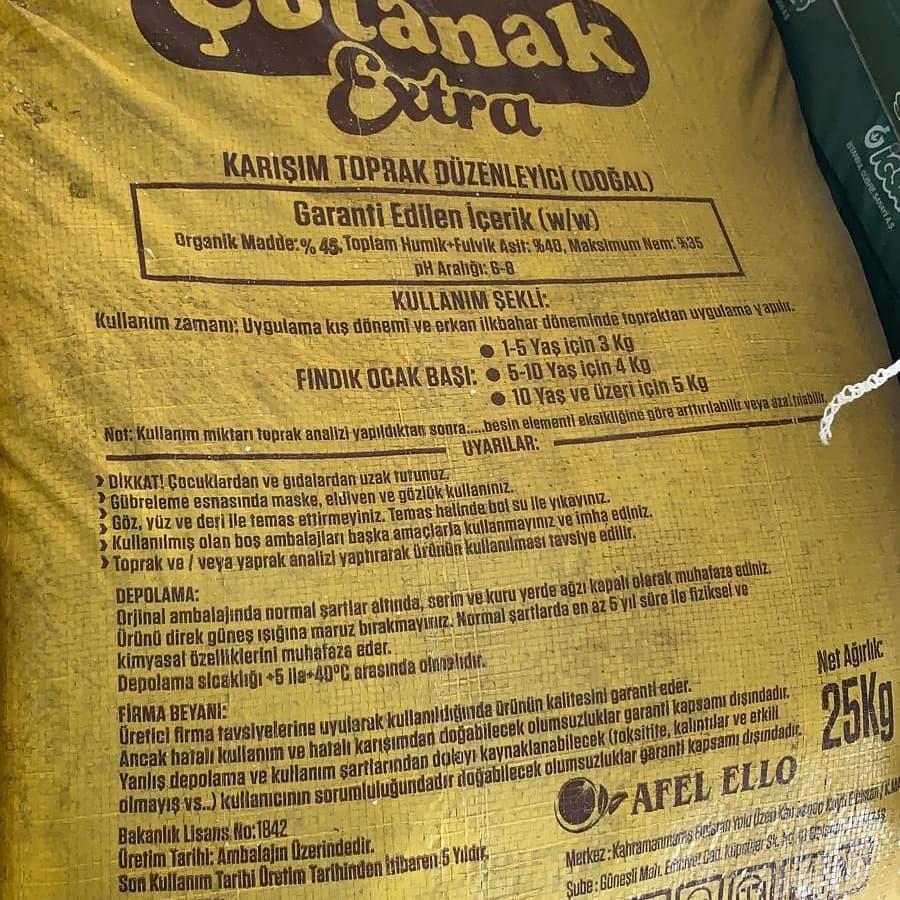 Çotanak
Extra
KARIŞIM TOPRAK DÜZENLEYİCİ (DOĞAL)
Garanti Edilen İçerik (w/w)
Organik Madde:% 45, Toplam Humik+Fulvik Asit: %40, Maksimum Nem: %35
pH Aralığı: 6-8
KULLANIM ŞEKLİ:
Kullanım zamanı: Uygulama kış dönemi ve erkan ilkbahar döneminde topraktan uygulama yapılır.
● 1-5 Yaş için 3 Kg
FINDIK OCAK BAŞI: ● 5-10 Yaş için 4 Kg
● 10 Yaş ve üzeri için 5 Kg
Not: Kullanım miktarı toprak analizi yapıldıktan sonra.....besin elementi eksikliğine göre arttırılabilir veya azaltılabilir.
UYARILAR:
› DİKKAT! Çocuklardan ve gıdalardan uzak tutunuz.
› Gübreleme esnasında maske, eldiven ve gözlük kullanınız.
› Göz, yüz ve deri ile temas ettirmeyiniz. Temas halinde bol su ile yıkayınız.
› Kullanılmış olan boş ambalajları başka amaçlarla kullanmayınız ve imha ediniz.
› Toprak ve / veya yaprak analizi yaptırarak ürünün kullanılması tavsiye edilir.
DEPOLAMA:
Orjinal ambalajında normal şartlar altında, serin ve kuru yerde ağzı kapalı olarak muhafaza ediniz.
Ürünü direk güneş ışığına maruz bırakmayınız. Normal şartlarda en az 5 yıl süre ile fiziksel ve
kimyasal özelliklerini muhafaza eder.
Depolama sıcaklığı +5 ila+40°C arasında olmalıdır.
FİRMA BEYANI:
Üretici firma tavsiyelerine uyularak kullanıldığında ürünün kalitesini garanti eder.
Ancak hatalı kullanım ve hatalı karışımdan doğabilecek olumsuzluklar garanti kapsamı dışındadır.
Yanlış depolama ve kullanım şartlarından dolayı kaynaklanabilecek (toksitite, kalıntılar ve etkili
olmayış vs..) kullanıcının sorumluluğundadır doğabilecek olumsuzluklar garanti kapsamı dışındadır.
Net Ağırlık:
25Kg
AFEL ELLO
Bakanlık Lisans No:1842
Üretim Tarihi: Ambalajın Üzerindedir.
Son Kullanım Tarihi Üretim Tarihinden İtibaren 5 Yıldır.
Merkez : Kahramanmaraş Elbistan Yolu Üzeri
Şube : Güneşli Mah.
İSTANBUL GÜBRE SANAYİ A.Ş.